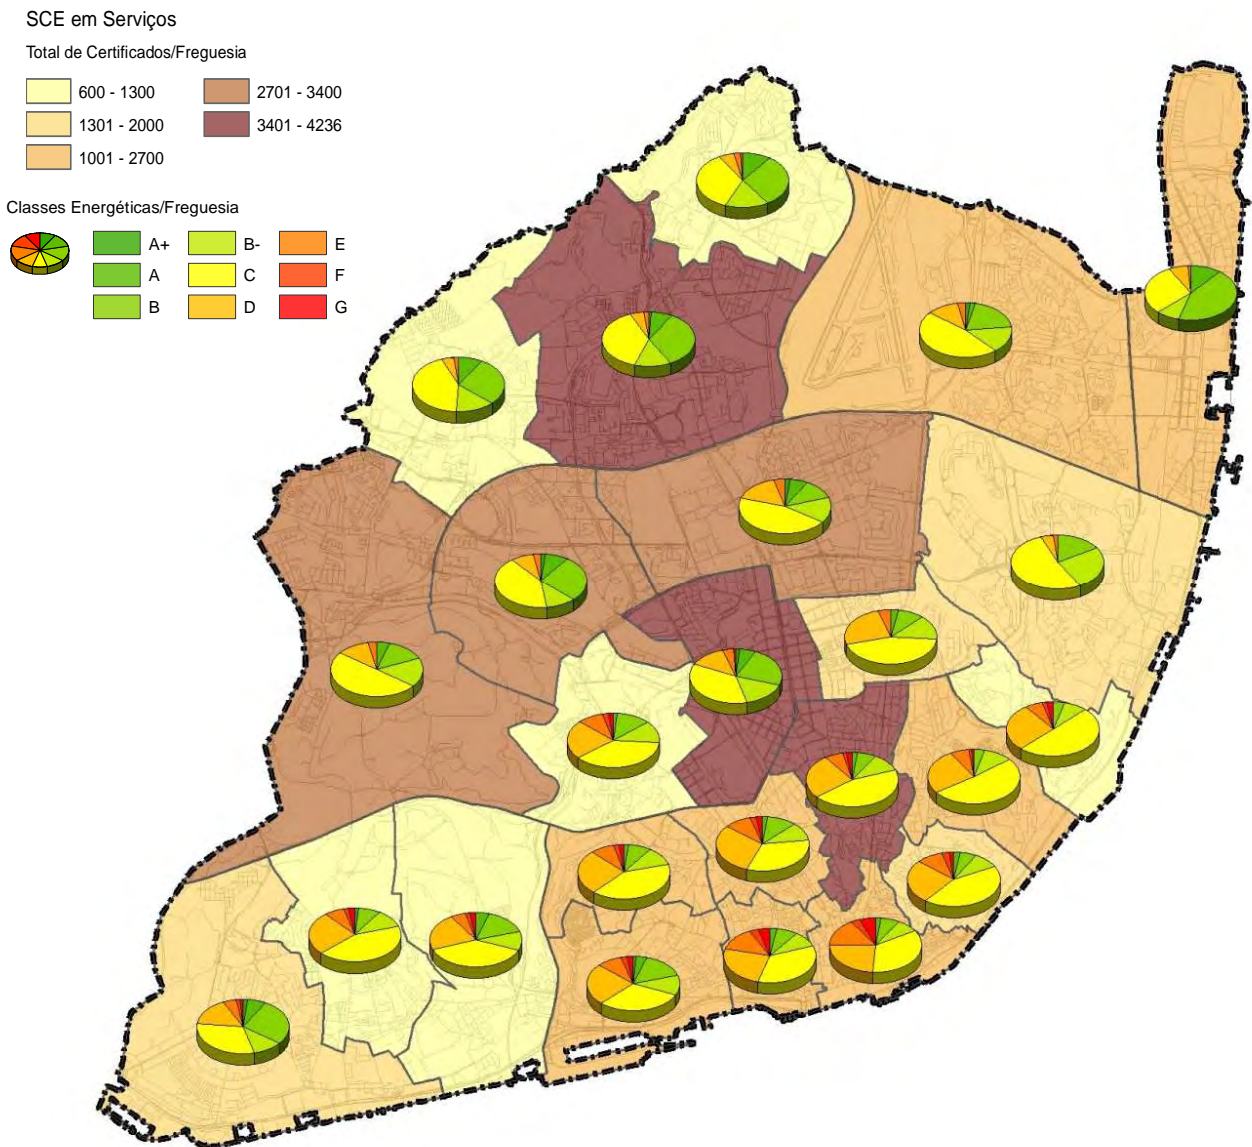 SCE em Serviços
Total de Certificados/Freguesia
600 - 1300
2701 - 3400
1301 - 2000
3401 - 4236
1001 - 2700
Classes Energéticas/Freguesia
A+
B-
E
A
C
F
B
D
G